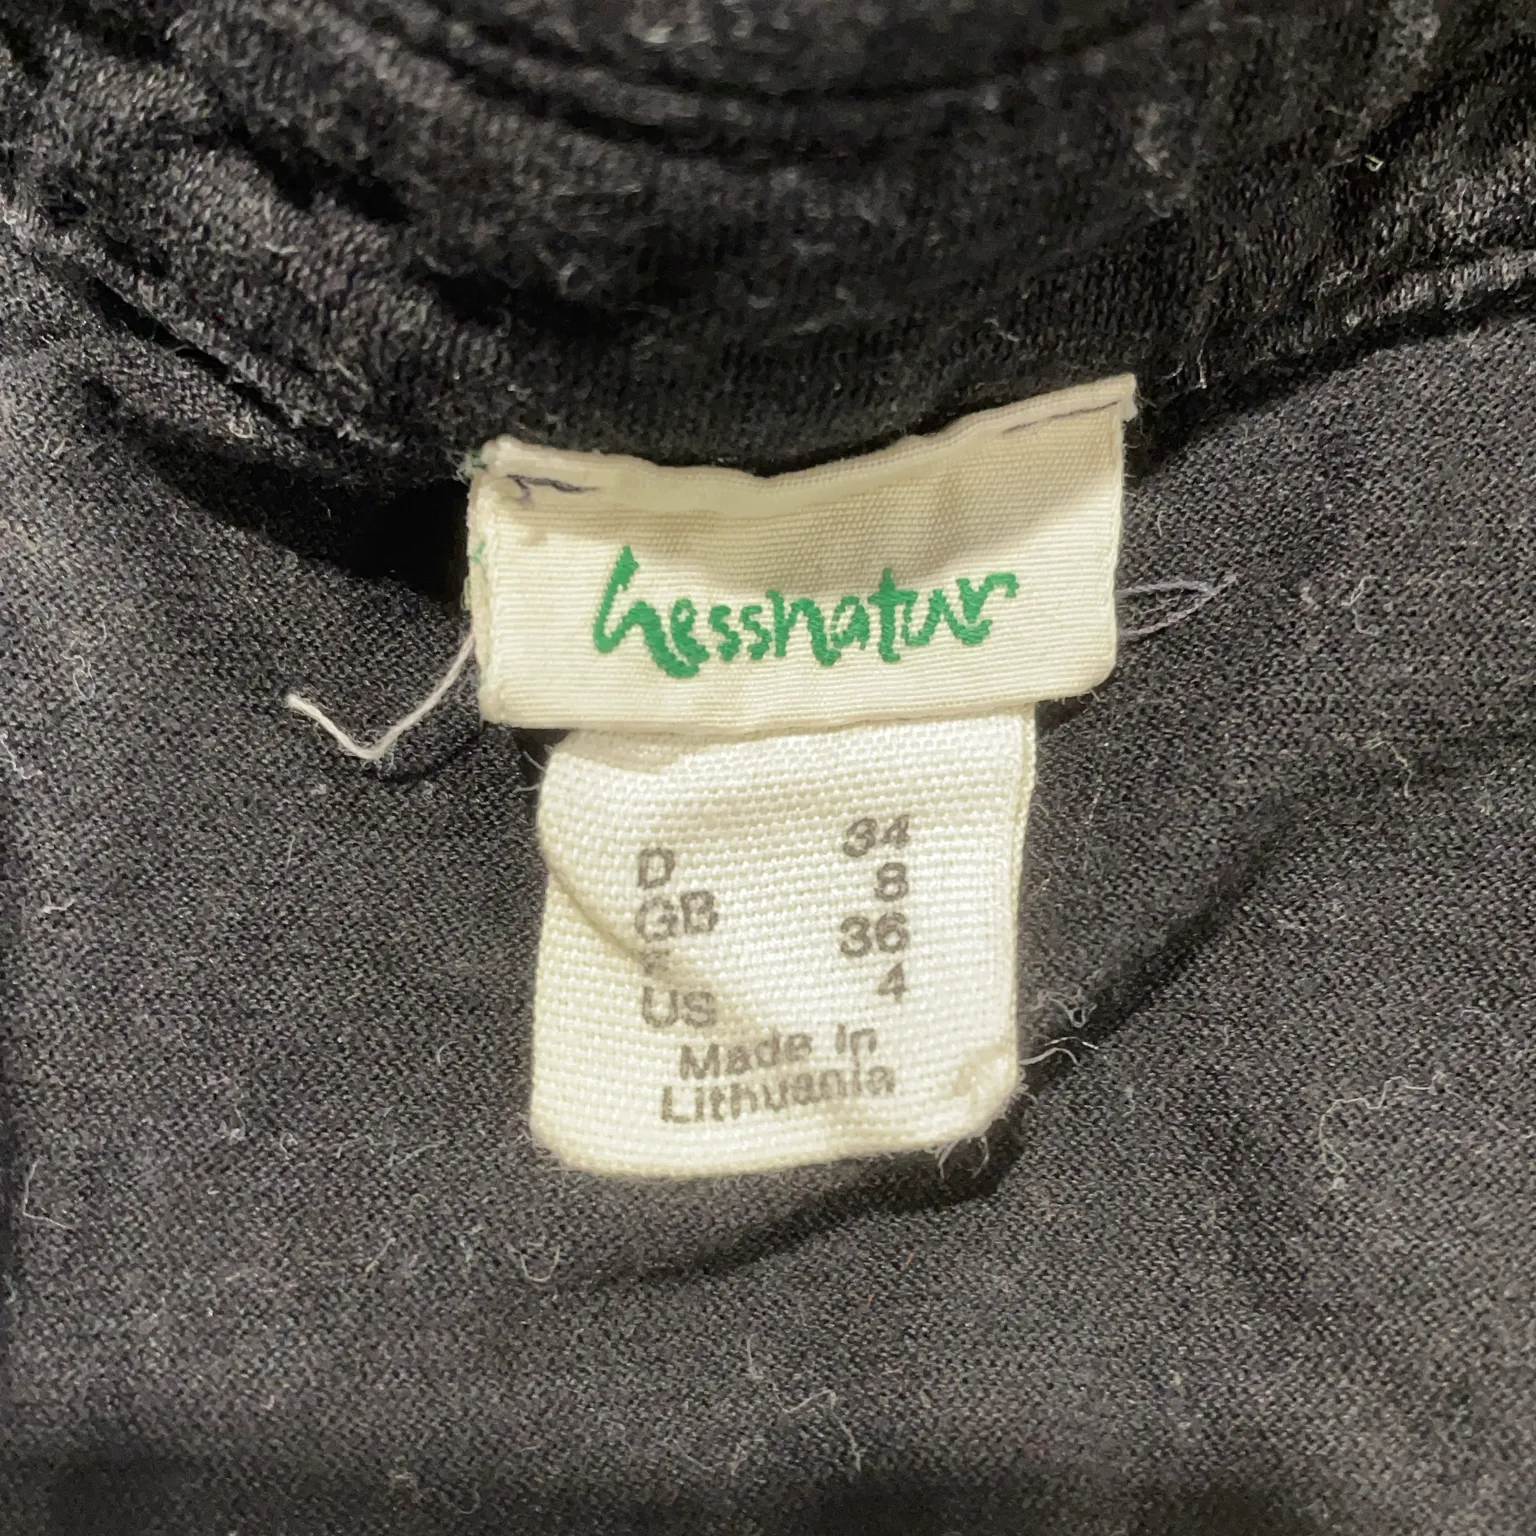 hessnatur
D 34
GB 8
F 36
US 4
Made in
Lithuania